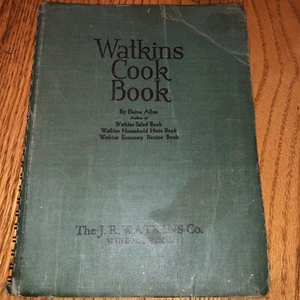 Watkins
Cook
Book
By Elaine Allen
Author of
Watkins Salad Book
Watkins Household Hints Book
Watkins Economy Recipe Book
The J. R. WATKINS Co.